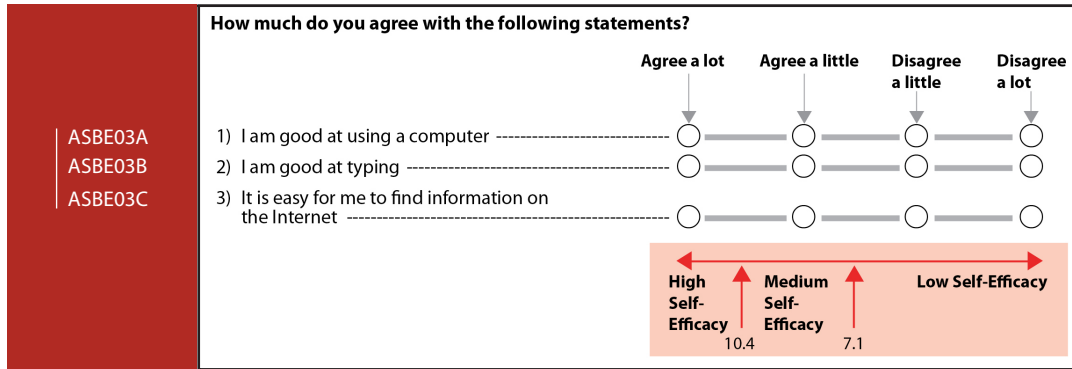 How much do you agree with the following statements?
Agree a lot Agree a little Disagree a little Disagree a lot
ASBE03A 1) I am good at using a computer
ASBE03B 2) I am good at typing
ASBE03C 3) It is easy for me to find information on
the Internet
High Self-Efficacy Medium Self-Efficacy Low Self-Efficacy
10.4 7.1